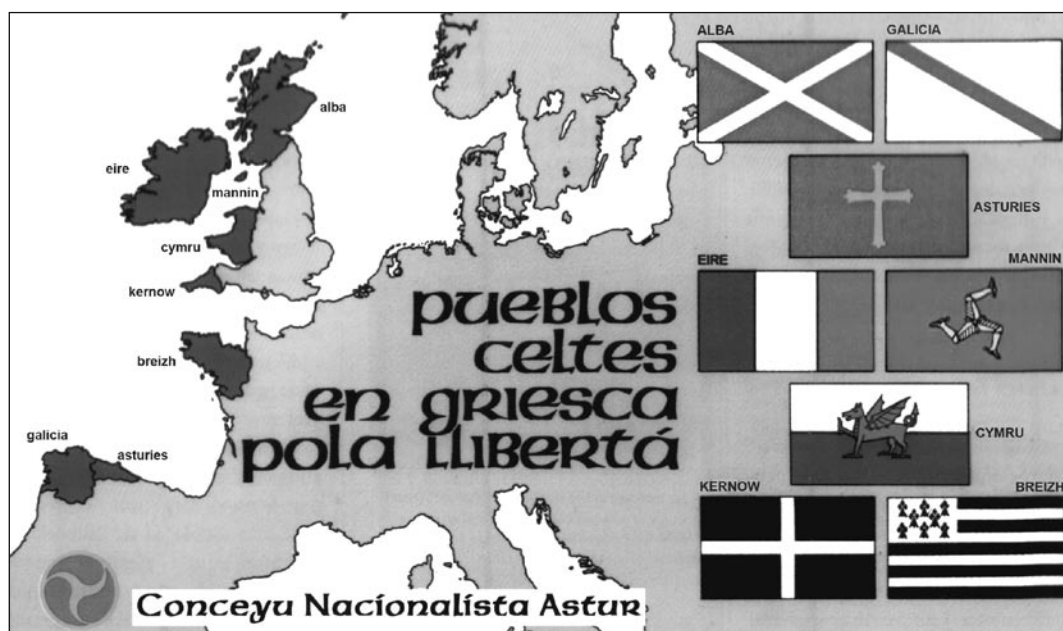 alba
eire
mannin
cymru
kernow
breizh
galicia
asturies
pueblos
celtes
en griesca
pola llibertá
Conceyu Nacionalista Astur
ALBA
GALICIA
ASTURIES
EIRE
MANNIN
CYMRU
KERNOW
BREIZH